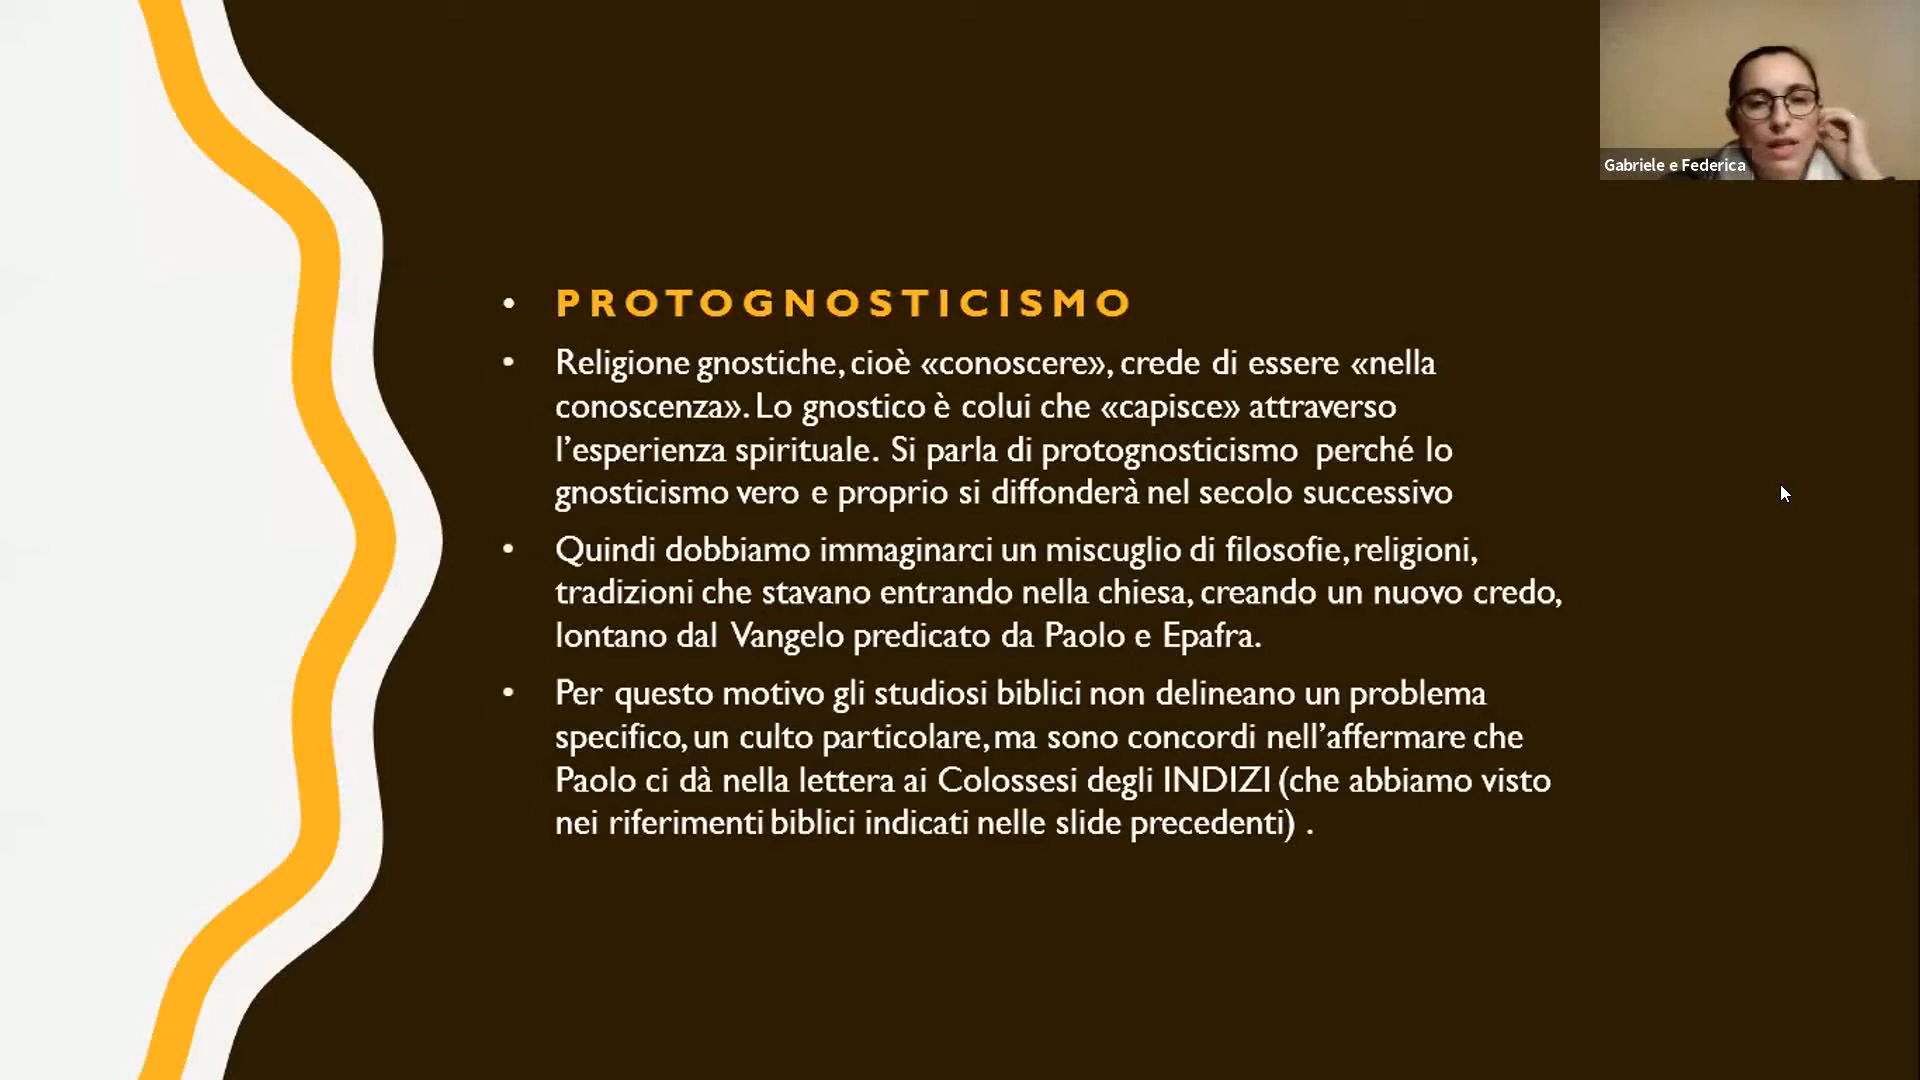 Gabriele e Federica
• PROTOGNOSTICISMO
• Religione gnostiche, cioè «conoscere», crede di essere «nella
conoscenza». Lo gnostico è colui che «capisce» attraverso
l’esperienza spirituale. Si parla di protognosticismo perché lo
gnosticismo vero e proprio si diffonderà nel secolo successivo
• Quindi dobbiamo immaginarci un miscuglio di filosofie, religioni,
tradizioni che stavano entrando nella chiesa, creando un nuovo credo,
lontano dal Vangelo predicato da Paolo e Epafra.
• Per questo motivo gli studiosi biblici non delineano un problema
specifico, un culto particolare, ma sono concordi nell’affermare che
Paolo ci dà nella lettera ai Colossesi degli INDIZI (che abbiamo visto
nei riferimenti biblici indicati nelle slide precedenti) .